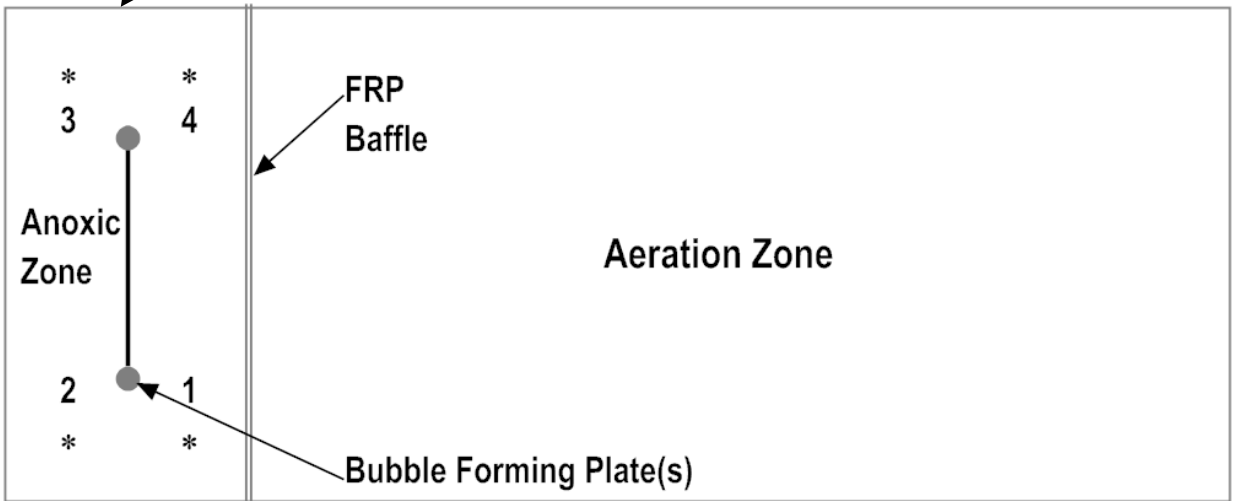 * *
3 4
FRP
Baffle
Anoxic
Zone
Aeration Zone
2 1
* *
Bubble Forming Plate(s)